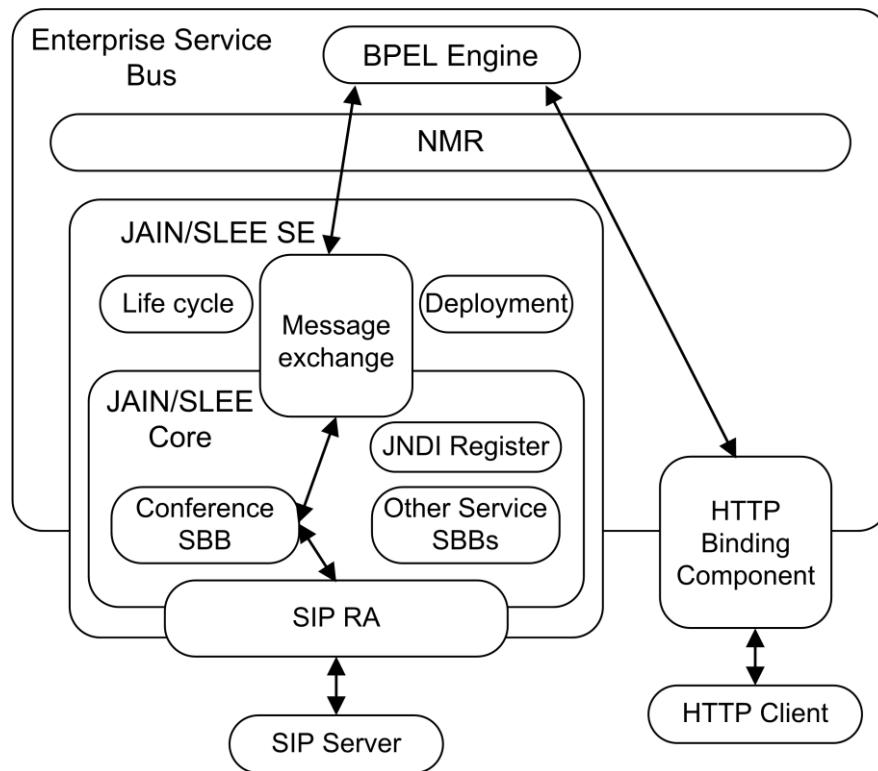 Enterprise Service
Bus
BPEL Engine
NMR
JAIN/SLEE SE
Life cycle
Message
exchange
Deployment
JAIN/SLEE
Core
JNDI Register
Conference
SBB
Other Service
SBBs
HTTP
Binding
Component
SIP RA
HTTP Client
SIP Server